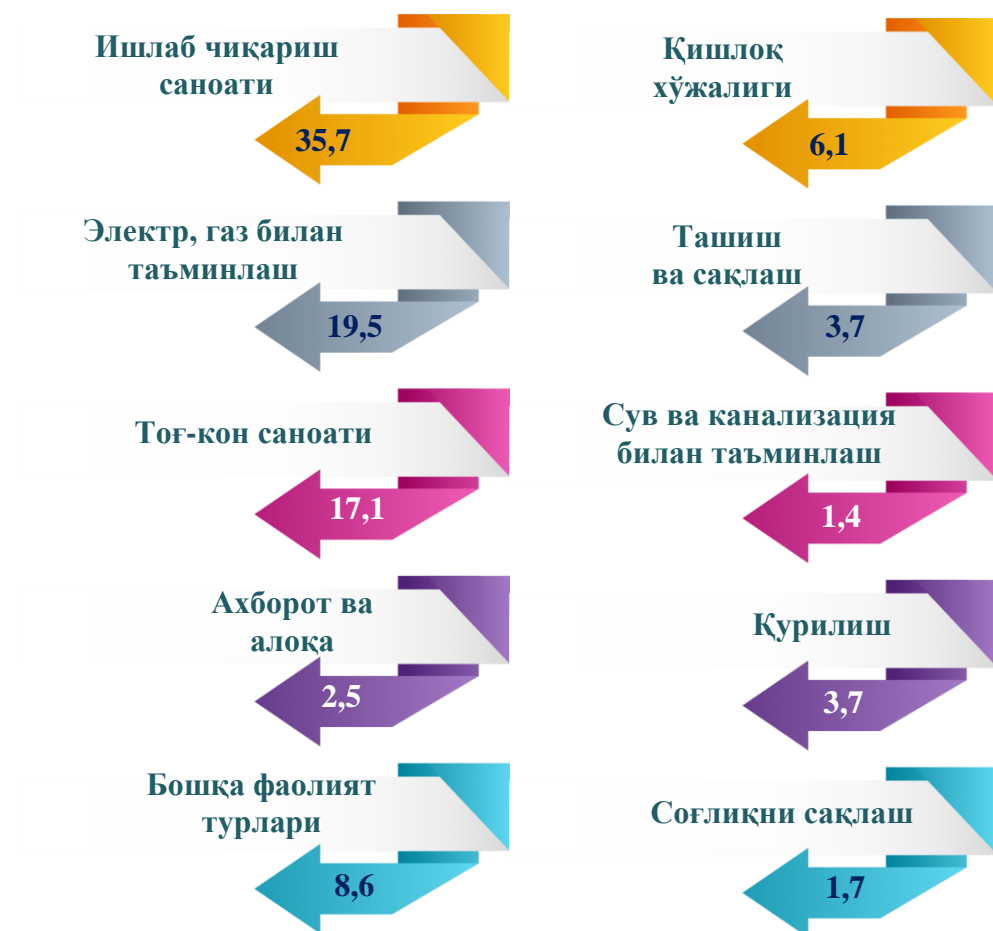 Ишлаб чиқариш
саноати
35,7
Қишлоқ
хўжалиги
6,1
Электр, газ билан
таъминлаш
19,5
Ташиш
ва сақлаш
3,7
Тоғ-кон саноати
17,1
Сув ва канализация
билан таъминлаш
1,4
Ахборот ва
алоқа
2,5
Қурилиш
3,7
Бошқа фаолият
турлари
8,6
Соғлиқни сақлаш
1,7